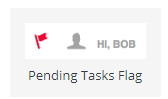 HI, BOB
Pending Tasks Flag